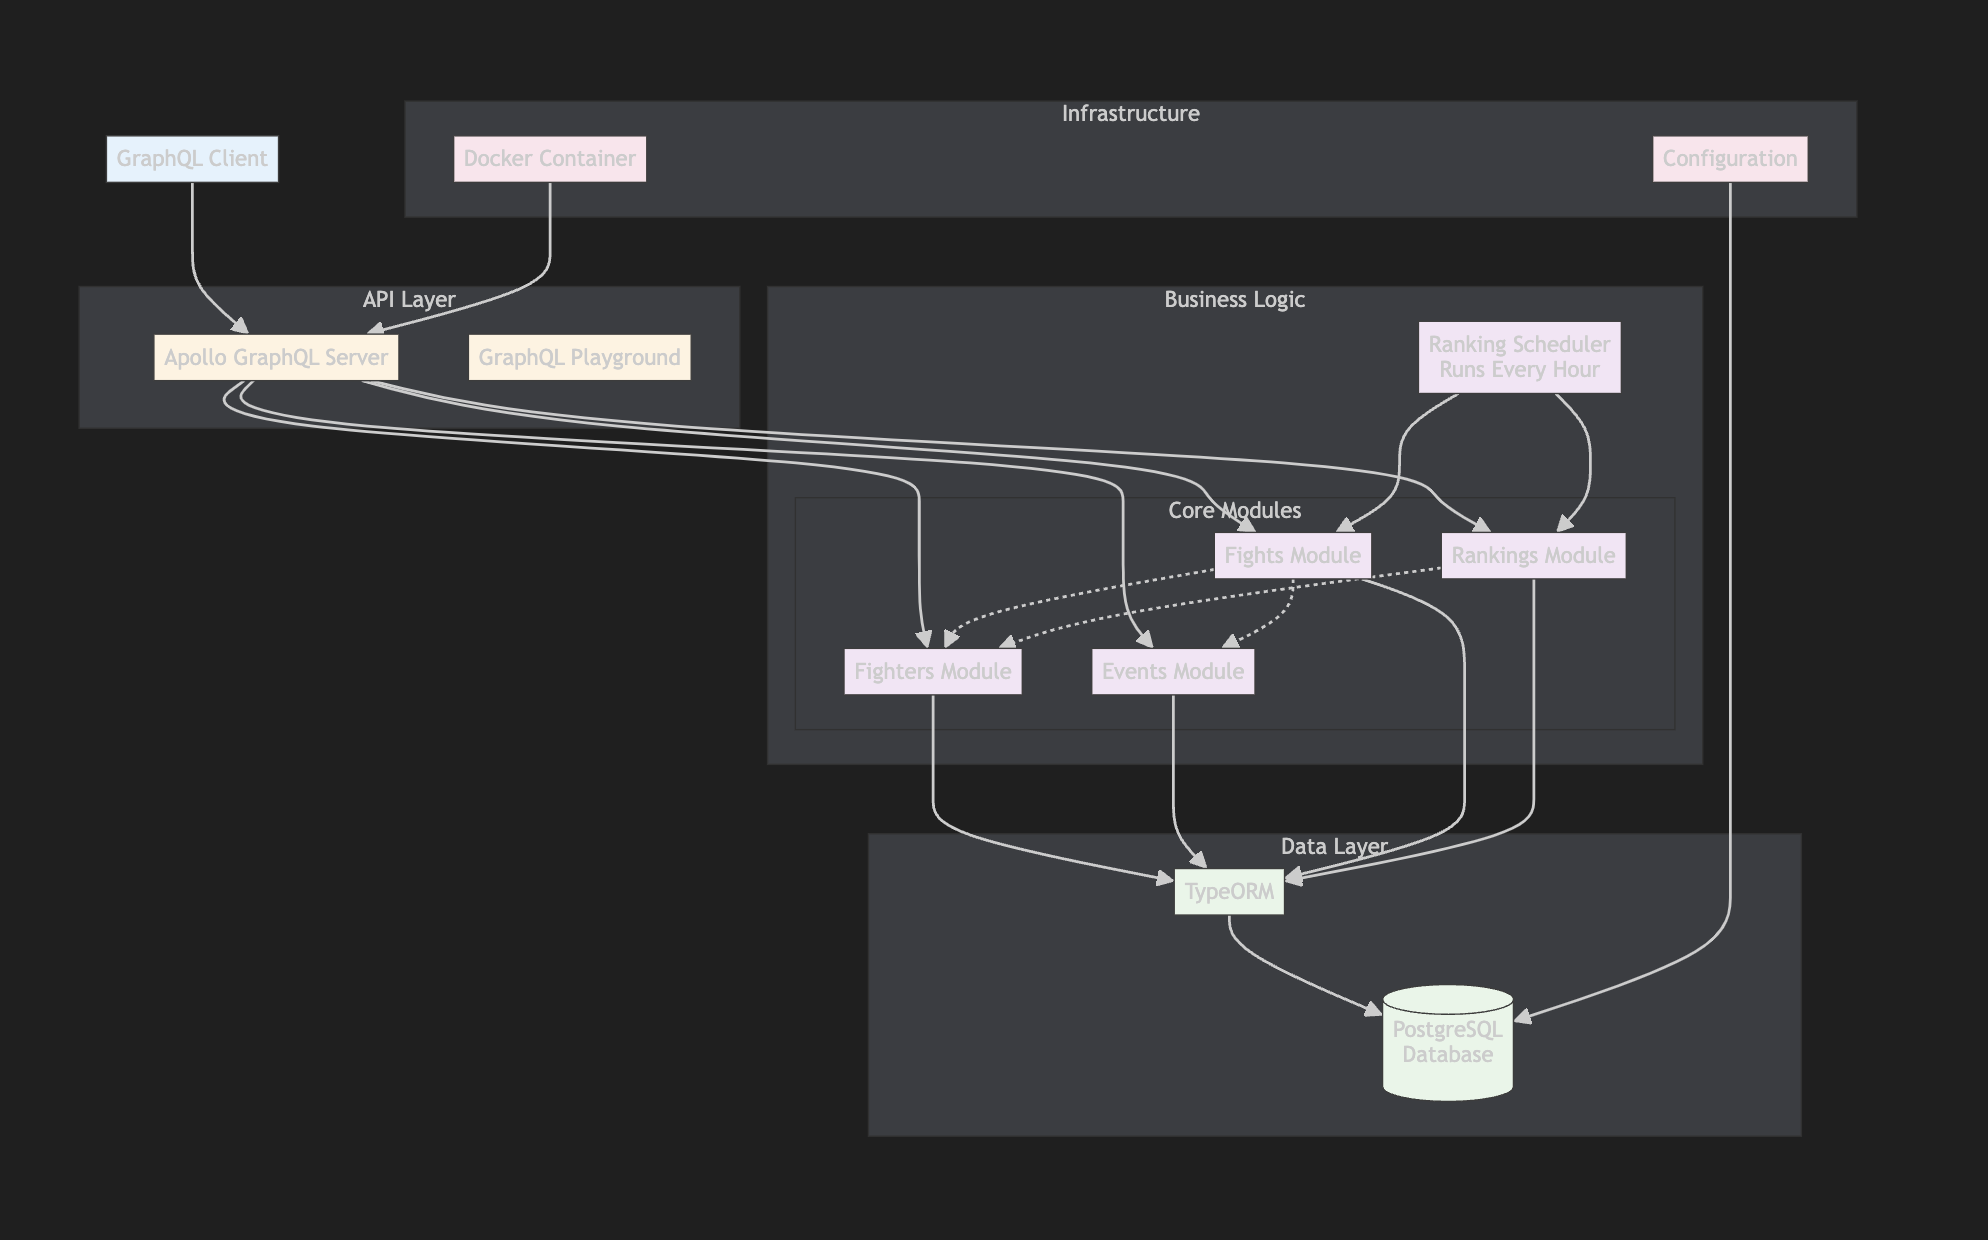 Infrastructure
GraphQL Client
Docker Container
Configuration
API Layer
Business Logic
Apollo GraphQL Server
GraphQL Playground
Ranking Scheduler
Runs Every Hour
Core Modules
Fights Module
Rankings Module
Fighters Module
Events Module
Data Layer
TypeORM
PostgreSQL
Database